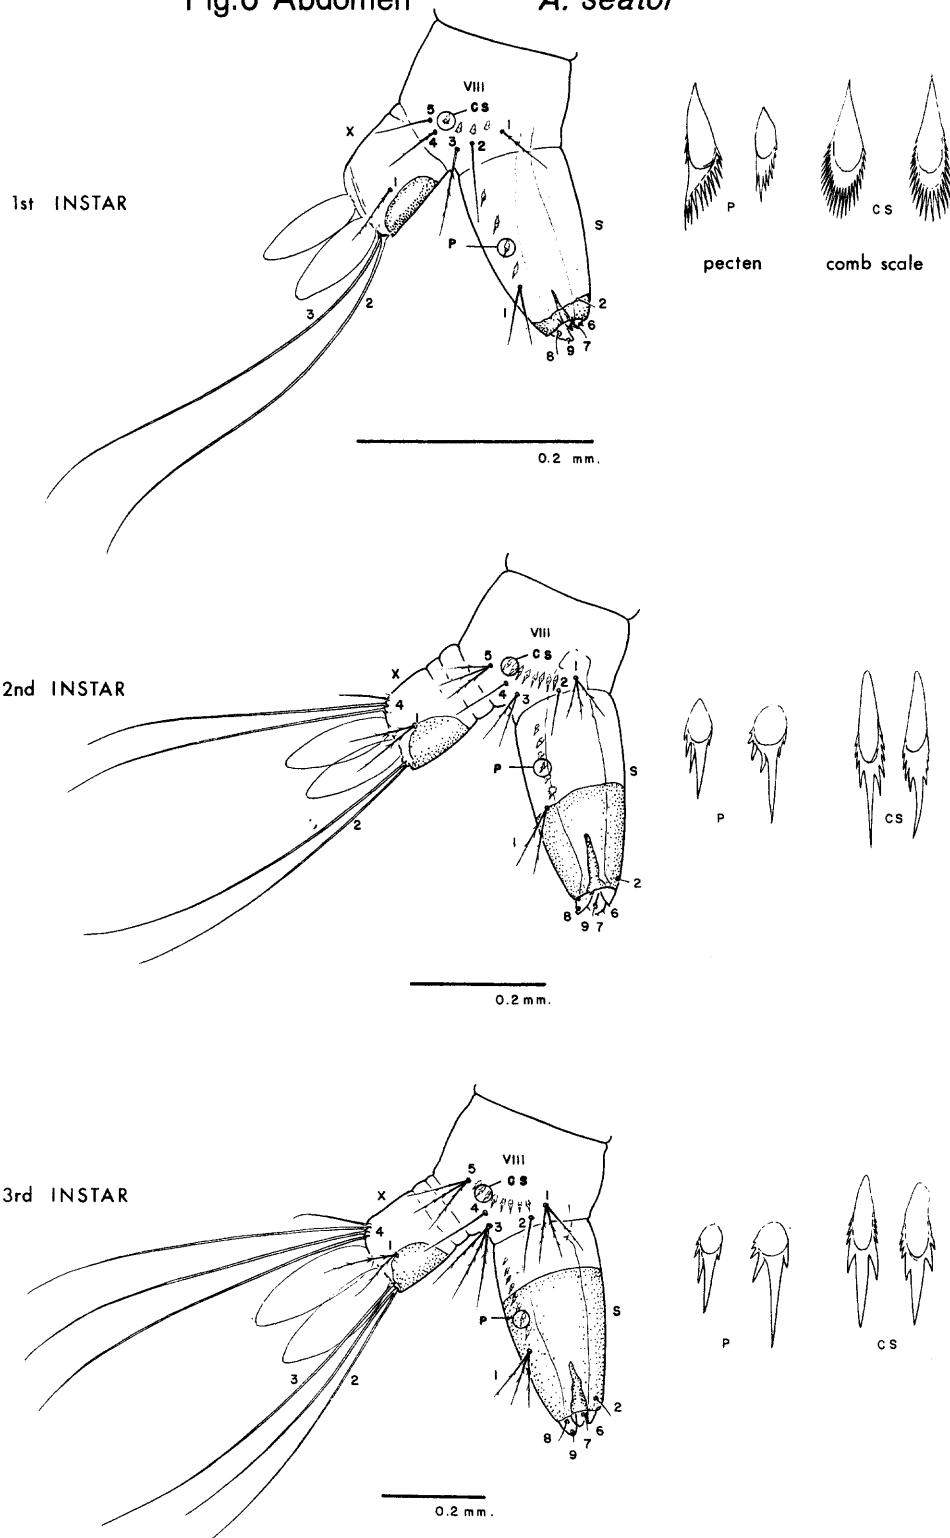 Fig.6 Abdomen A. seatoi
VIII
5 CS
X 4 3 2 1
1
1st INSTAR
S
P
P CS
pecten comb scale
3 2
1 2
6
8 9 7
0.2 mm.
VIII
5 CS
X
4 3 2 1
2nd INSTAR
4 1
P S
P CS
2 1
2
8 6
9 7
0.2 mm.
VIII
5 CS
X
4 3 2 1
3rd INSTAR
4 1
P S
P CS
3 2 1
2
8 7 6
9
0.2 mm.